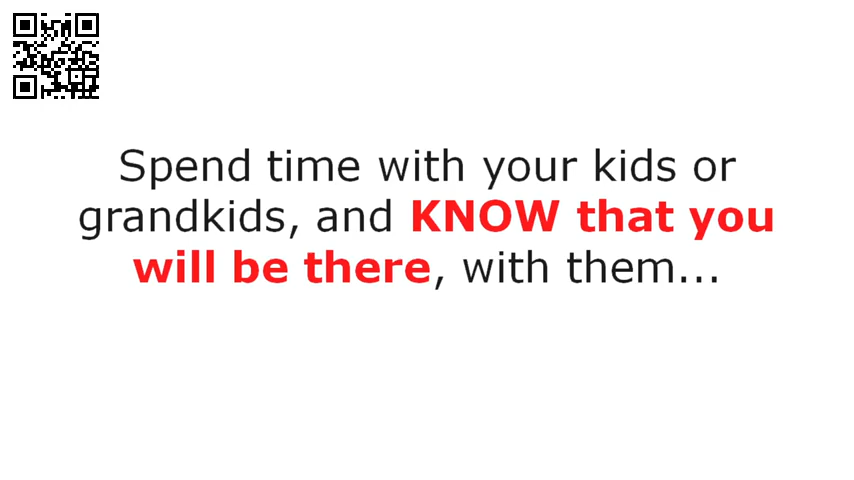 Spend time with your kids or
grandkids, and KNOW that you
will be there, with them...